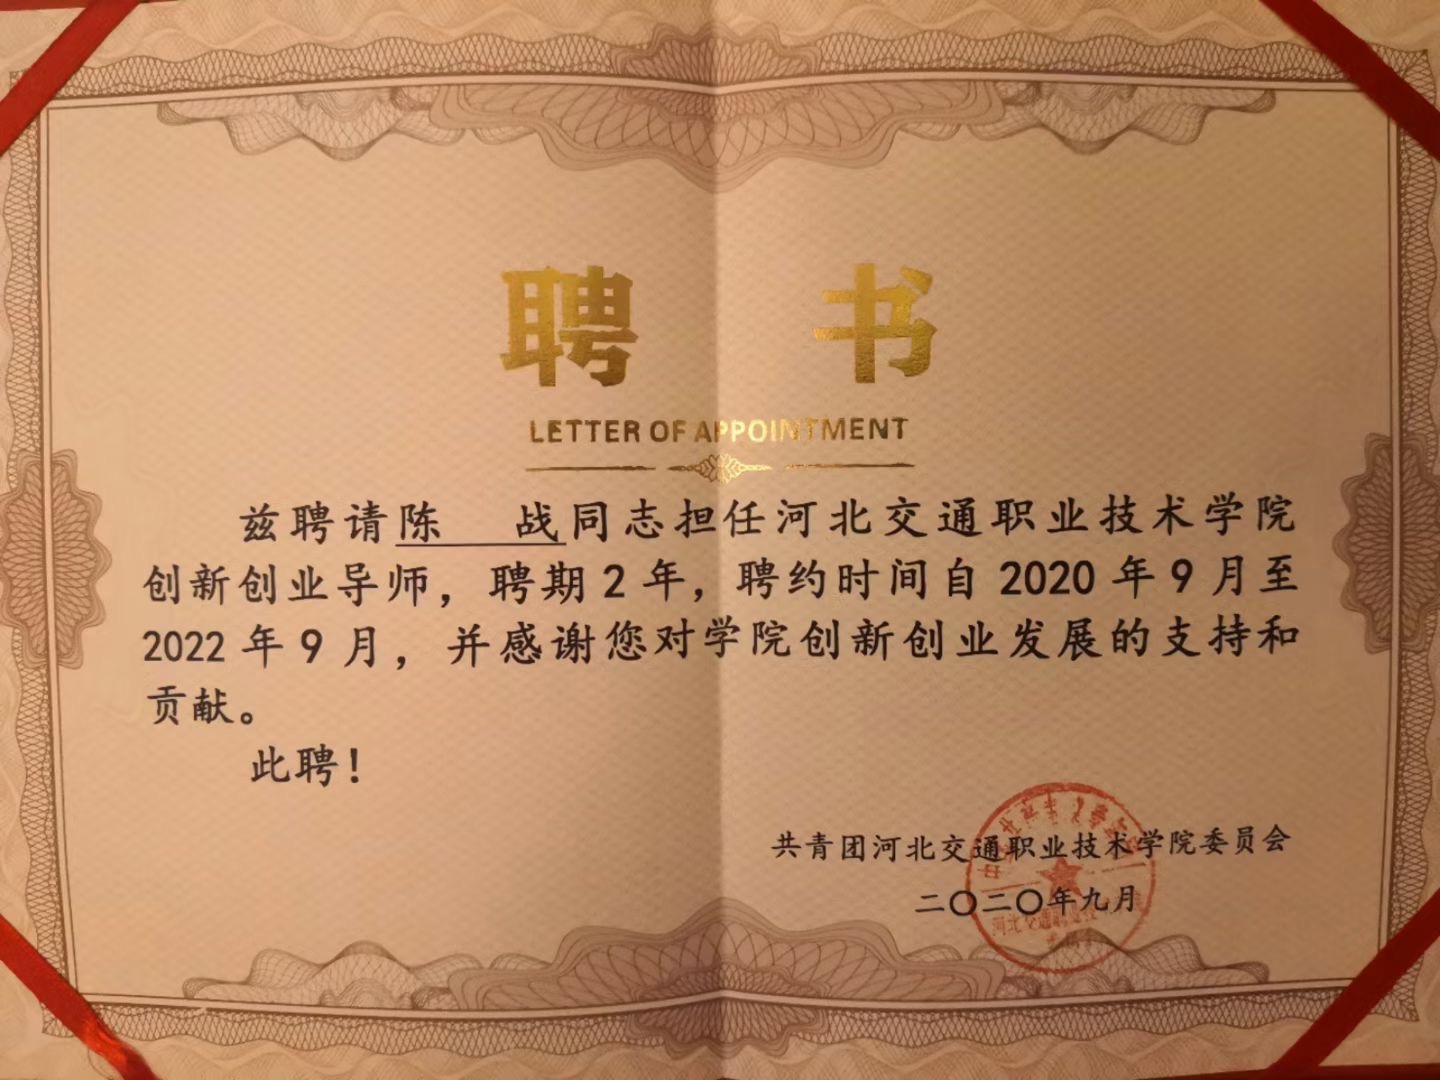 聘 书
LETTER OF APPOINTMENT
兹聘请陈 战同志担任河北交通职业技术学院
创新创业导师，聘期2年，聘约时间自2020年9月至
2022年9月，并感谢您对学院创新创业发展的支持和
贡献。
此聘！
共青团河北交通职业技术学院委员会
二〇二〇年九月